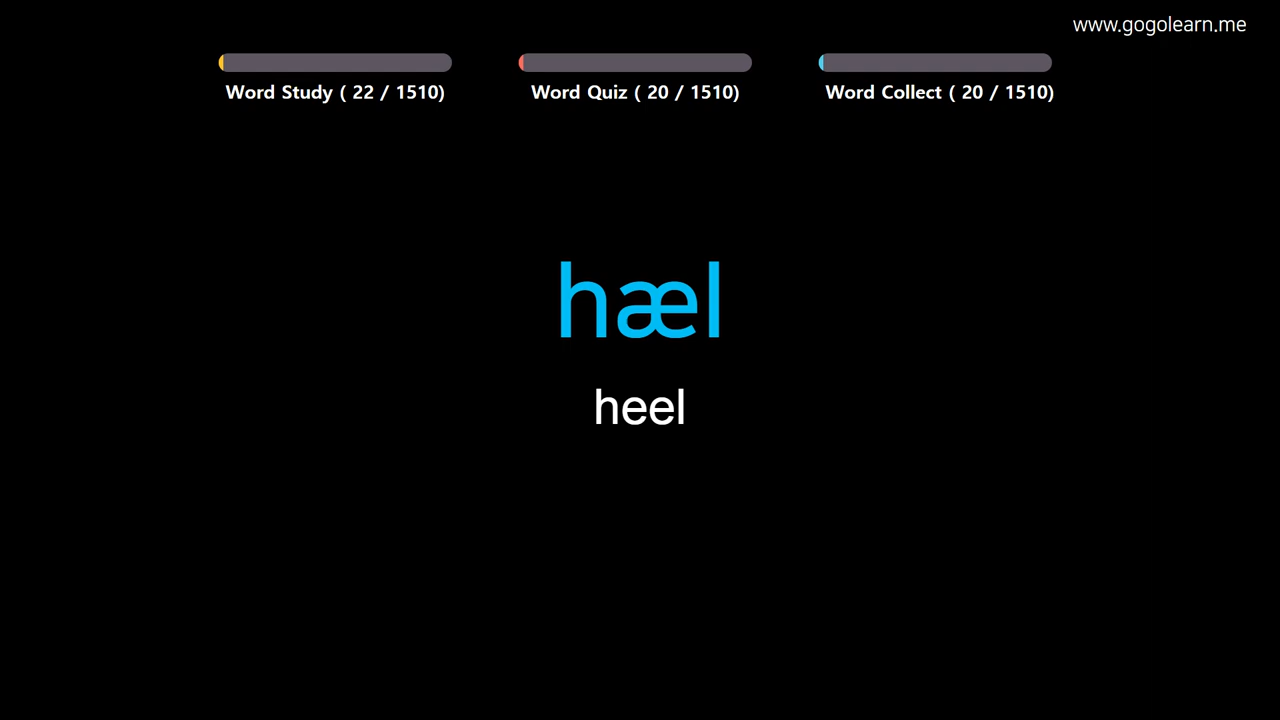 www.gogolearn.me
Word Study ( 22 / 1510)
Word Quiz ( 20 / 1510)
Word Collect ( 20 / 1510)
hæl
heel